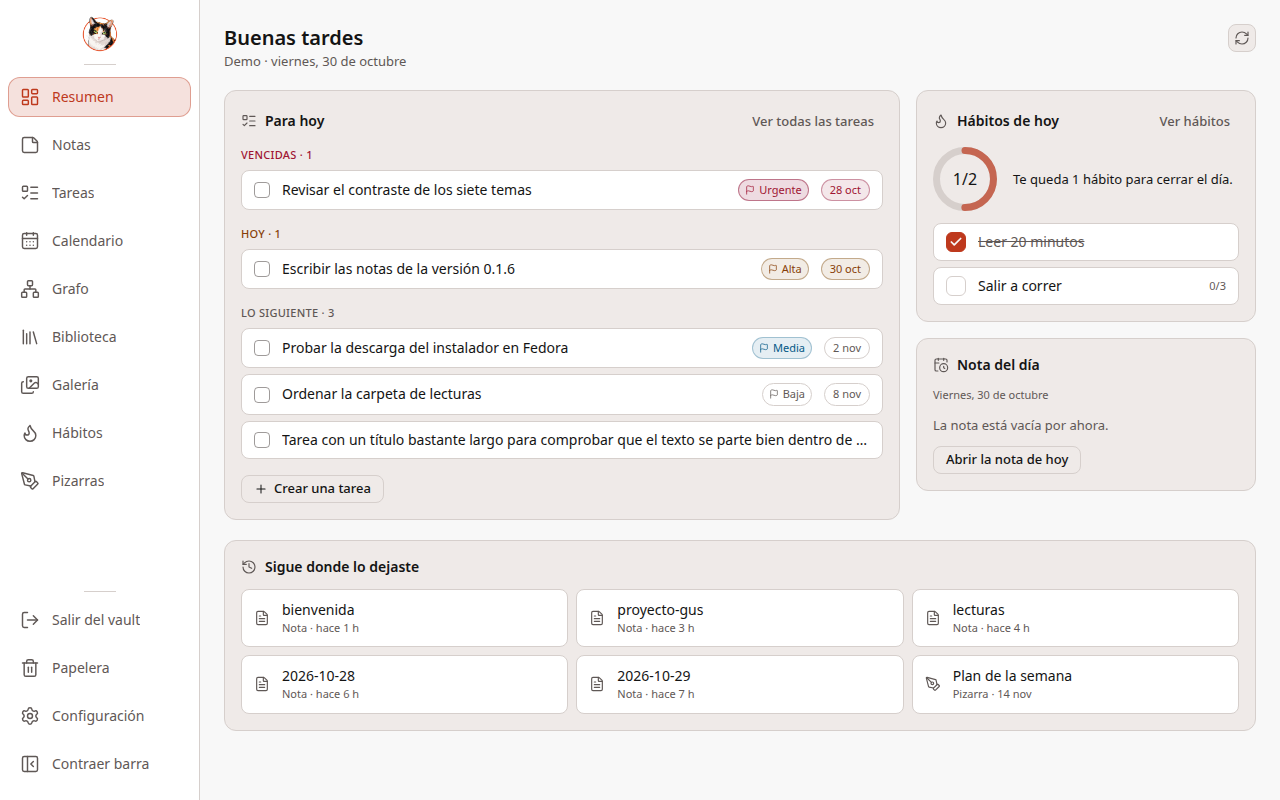 Resumen
Notas
Tareas
Calendario
Grafo
Biblioteca
Galería
Hábitos
Pizarras
Salir del vault
Papelera
Configuración
Contraer barra
Buenas tardes
Demo · viernes, 30 de octubre
Para hoy
Ver todas las tareas
VENCIDAS · 1
Revisar el contraste de los siete temas Urgente 28 oct
HOY · 1
Escribir las notas de la versión 0.1.6 Alta 30 oct
LO SIGUIENTE · 3
Probar la descarga del instalador en Fedora Media 2 nov
Ordenar la carpeta de lecturas Baja 8 nov
Tarea con un título bastante largo para comprobar que el texto se parte bien dentro de ...
Crear una tarea
Hábitos de hoy
Ver hábitos
1/2
Te queda 1 hábito para cerrar el día.
Leer 20 minutos
Salir a correr 0/3
Nota del día
Viernes, 30 de octubre
La nota está vacía por ahora.
Abrir la nota de hoy
Sigue donde lo dejaste
bienvenida
Nota · hace 1 h
proyecto-gus
Nota · hace 3 h
lecturas
Nota · hace 4 h
2026-10-28
Nota · hace 6 h
2026-10-29
Nota · hace 7 h
Plan de la semana
Pizarra · 14 nov